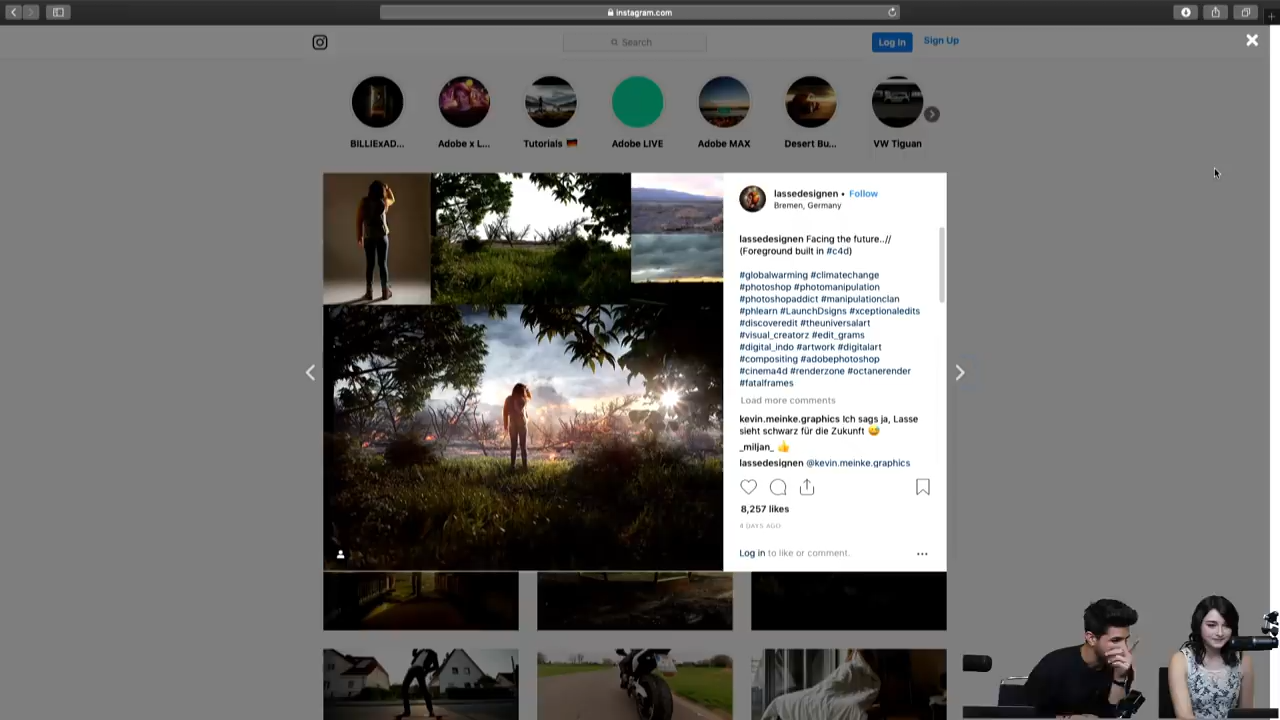 instagram.com
Search
Log In
Sign Up
BILLIExAD...
Adobe x L...
Tutorials 🇩🇪
Adobe LIVE
Adobe MAX
Desert Bu...
VW Tiguan
lassedesignen • Follow
Bremen, Germany
lassedesignen Facing the future..//
(Foreground built in #c4d)
#globalwarming #climatechange
#photoshop #photomanipulation
#photoshopaddict #manipulationclan
#phlearn #LaunchDsigns #xceptionaledits
#discoveredit #theuniversalart
#visual_creatorz #edit_grams
#digital_indo #artwork #digitalart
#compositing #adobephotoshop
#cinema4d #renderzone #octanerender
#fatalframes
Load more comments
kevin.meinke.graphics Ich sags ja, Lasse
sieht schwarz für die Zukunft 😅
_miljan_ 👍
lassedesignen @kevin.meinke.graphics
8,257 likes
4 DAYS AGO
Log in to like or comment.